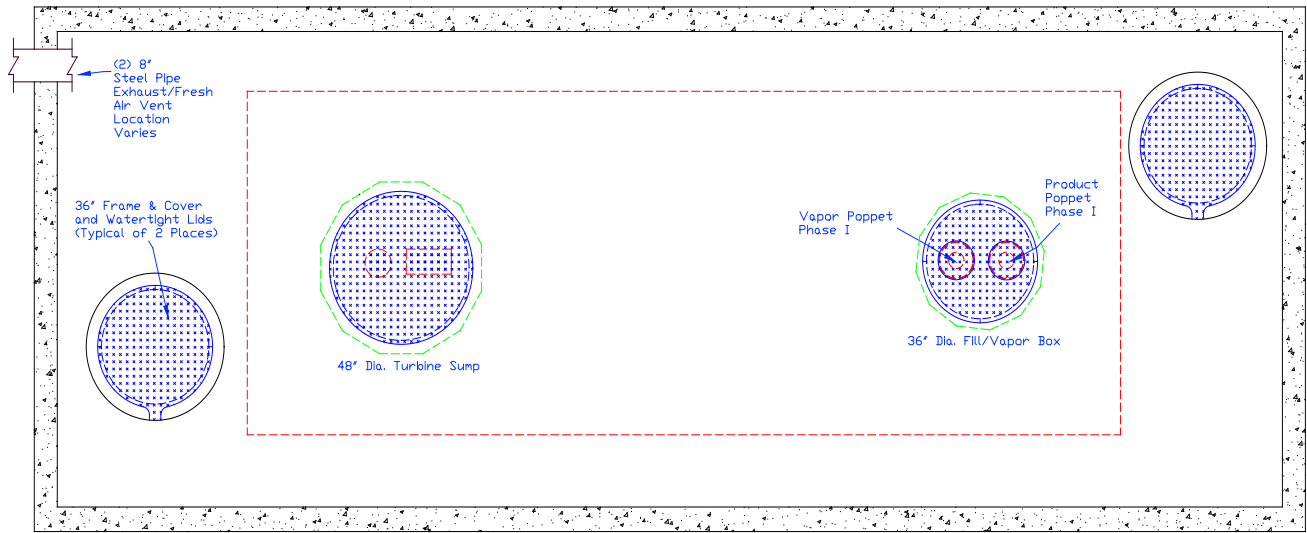 (2) 8"
Steel Pipe
Exhaust/Fresh
Air Vent
Location
Varies
36" Frame & Cover
and Watertight Lids
(Typical of 2 Places)
48" Dia. Turbine Sump
Vapor Poppet
Phase I
Product
Poppet
Phase I
36" Dia. Fill/Vapor Box